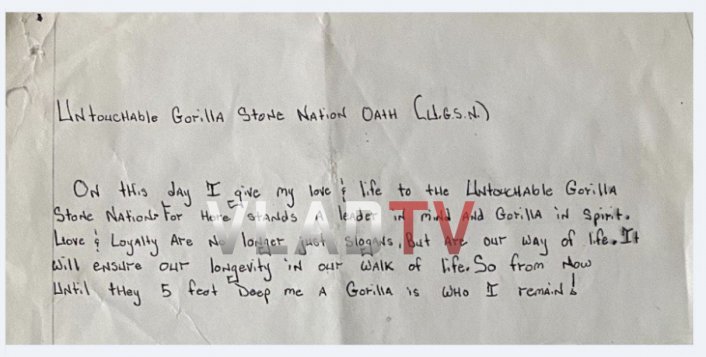 Untouchable Gorilla Stone Nation Oath (U.G.S.N.)
On this day I give my love & life to the Untouchable Gorilla
Stone Nation. For Here stands A leader in mind And Gorilla in Spirit.
Love & Loyalty Are No longer just Slogans, But Are our way of life. It
will ensure our longevity in our walk of life. So from Now
Until they 5 feet Deep me A Gorilla is who I remain!
VLADTV